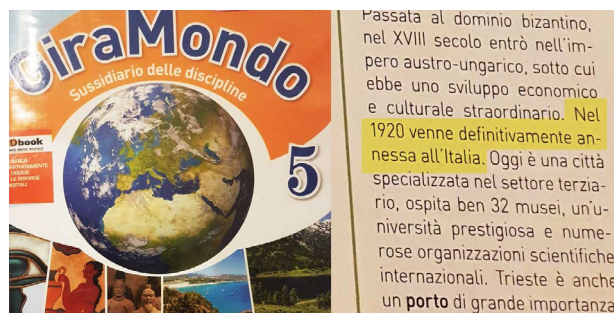 GiraMondo
Sussidiario delle discipline
Dbook
5
Passata al dominio bizantino,
nel XVIII secolo entrò nell'im-
pero austro-ungarico, sotto cui
ebbe uno sviluppo economico
e culturale straordinario. Nel
1920 venne definitivamente an-
nessa all'Italia. Oggi è una città
specializzata nel settore terzia-
rio, ospita ben 32 musei, un'u-
niversità prestigiosa e nume-
rose organizzazioni scientifiche
internazionali. Trieste è anche
un porto di grande importanza